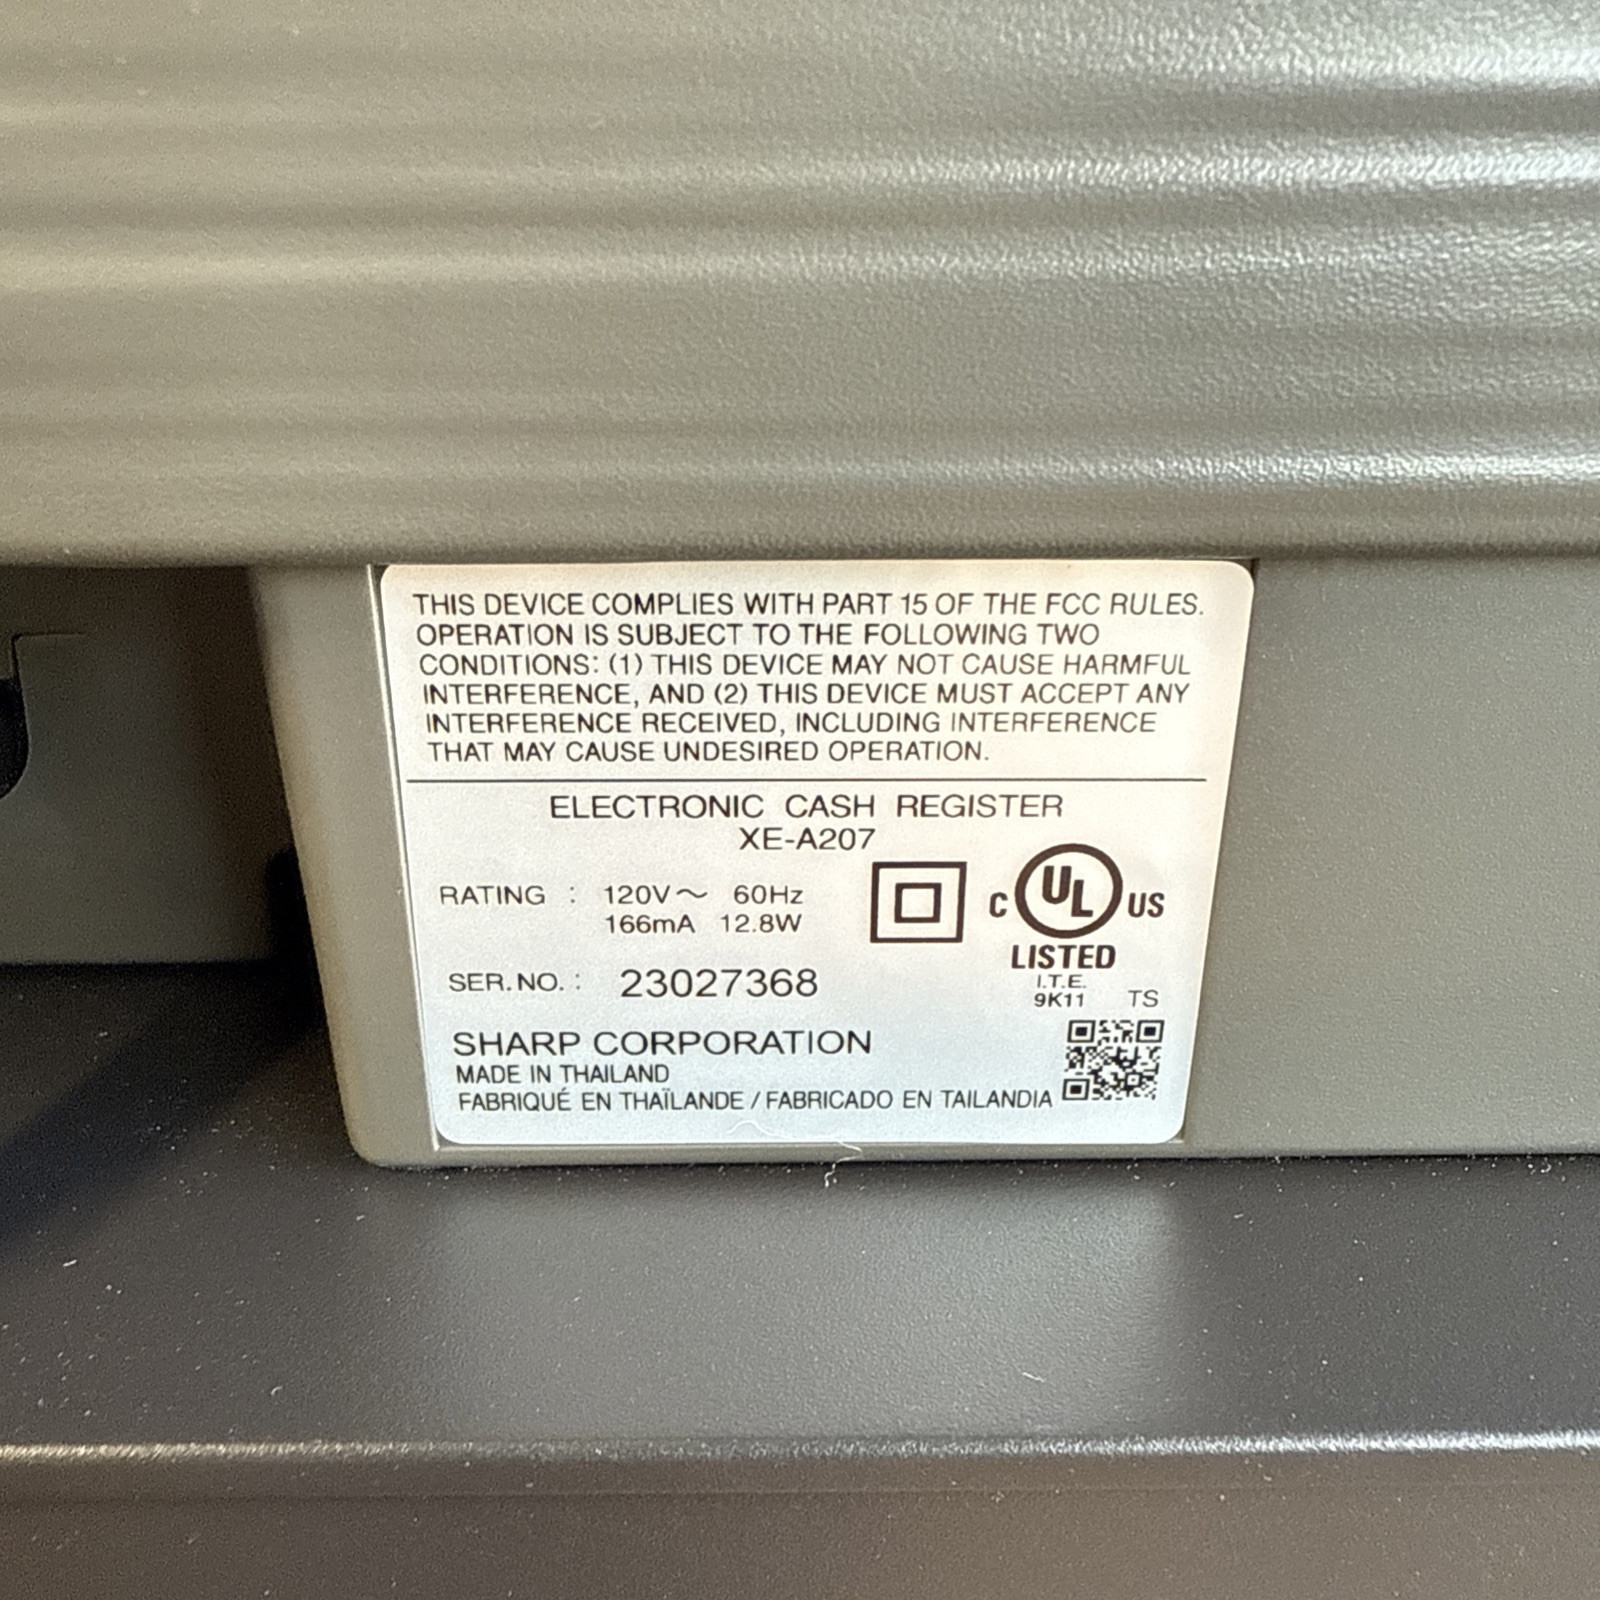 THIS DEVICE COMPLIES WITH PART 15 OF THE FCC RULES.
OPERATION IS SUBJECT TO THE FOLLOWING TWO
CONDITIONS: (1) THIS DEVICE MAY NOT CAUSE HARMFUL
INTERFERENCE, AND (2) THIS DEVICE MUST ACCEPT ANY
INTERFERENCE RECEIVED, INCLUDING INTERFERENCE
THAT MAY CAUSE UNDESIRED OPERATION.
ELECTRONIC CASH REGISTER
XE-A207
RATING : 120V～ 60Hz
166mA 12.8W
C UL US
LISTED
I.T.E.
9K11 TS
SER.NO.: 23027368
SHARP CORPORATION
MADE IN THAILAND
FABRIQUÉ EN THAÏLANDE / FABRICADO EN TAILANDIA